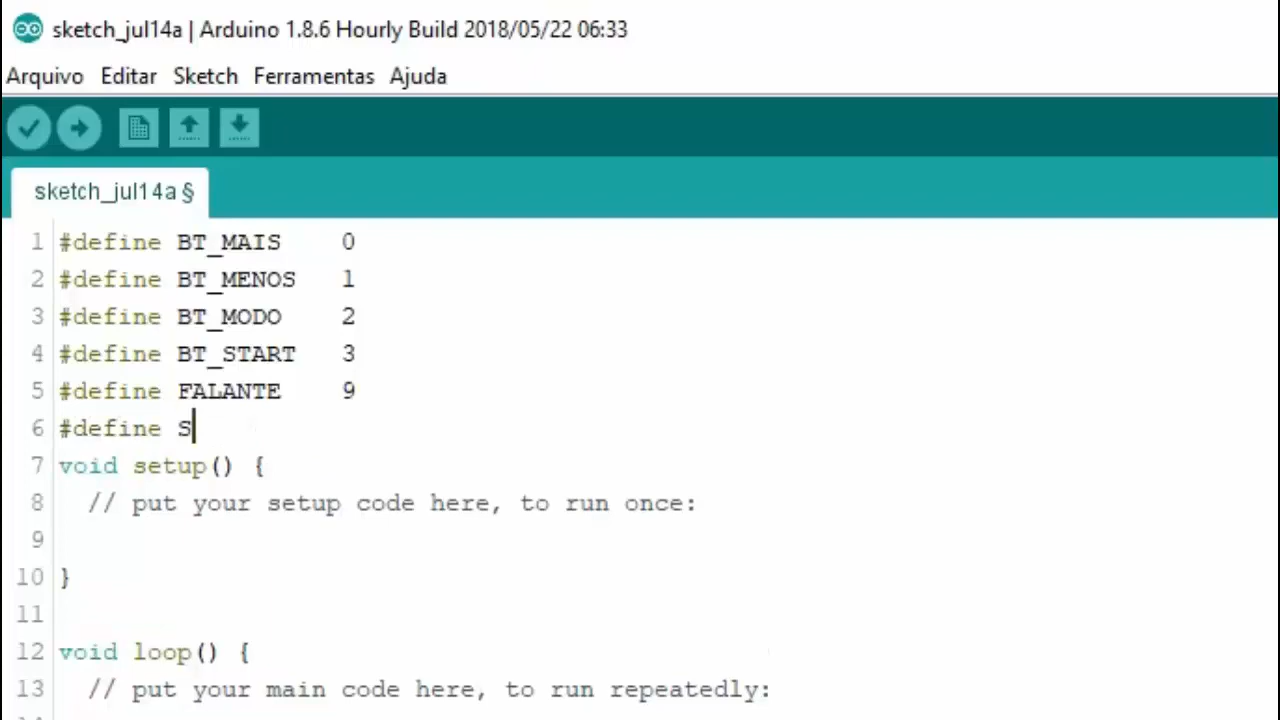 sketch_jul14a | Arduino 1.8.6 Hourly Build 2018/05/22 06:33
Arquivo Editar Sketch Ferramentas Ajuda
sketch_jul14a §
1 #define BT_MAIS 0
2 #define BT_MENOS 1
3 #define BT_MODO 2
4 #define BT_START 3
5 #define FALANTE 9
6 #define S
7 void setup() {
8 // put your setup code here, to run once:
9
10 }
11
12 void loop() {
13 // put your main code here, to run repeatedly: